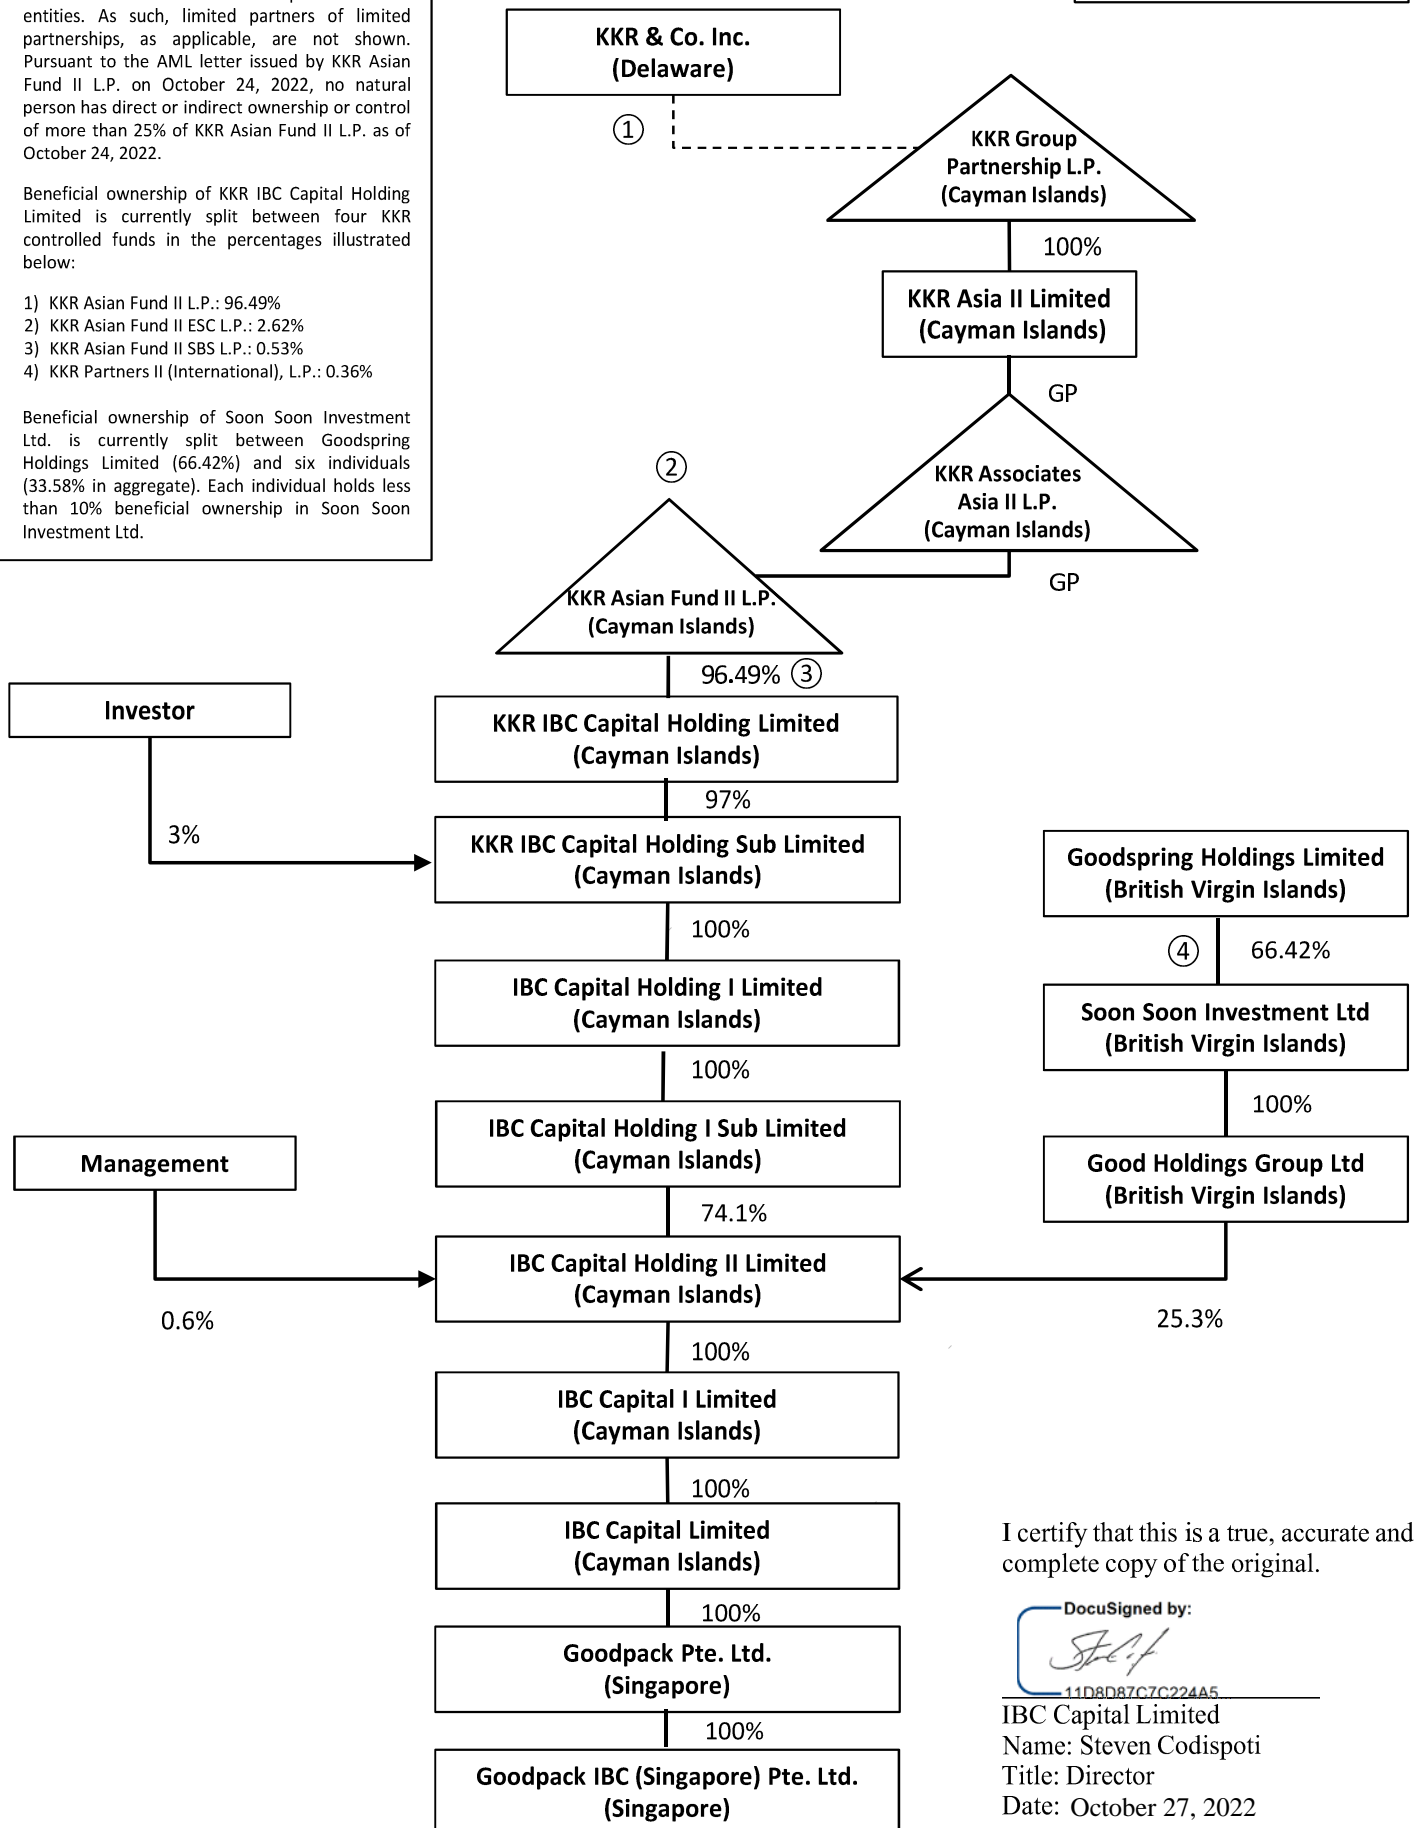 entities. As such, limited partners of limited
partnerships, as applicable, are not shown.
Pursuant to the AML letter issued by KKR Asian
Fund II L.P. on October 24, 2022, no natural
person has direct or indirect ownership or control
of more than 25% of KKR Asian Fund II L.P. as of
October 24, 2022.
Beneficial ownership of KKR IBC Capital Holding
Limited is currently split between four KKR
controlled funds in the percentages illustrated
below:
1) KKR Asian Fund II L.P.: 96.49%
2) KKR Asian Fund II ESC L.P.: 2.62%
3) KKR Asian Fund II SBS L.P.: 0.53%
4) KKR Partners II (International), L.P.: 0.36%
Beneficial ownership of Soon Soon Investment
Ltd. is currently split between Goodspring
Holdings Limited (66.42%) and six individuals
(33.58% in aggregate). Each individual holds less
than 10% beneficial ownership in Soon Soon
Investment Ltd.
KKR & Co. Inc.
(Delaware)
①
KKR Group
Partnership L.P.
(Cayman Islands)
100%
KKR Asia II Limited
(Cayman Islands)
GP
KKR Associates
Asia II L.P.
(Cayman Islands)
GP
②
KKR Asian Fund II L.P.
(Cayman Islands)
96.49% ③
Investor
3%
KKR IBC Capital Holding Limited
(Cayman Islands)
97%
KKR IBC Capital Holding Sub Limited
(Cayman Islands)
100%
IBC Capital Holding I Limited
(Cayman Islands)
100%
IBC Capital Holding I Sub Limited
(Cayman Islands)
74.1%
Goodspring Holdings Limited
(British Virgin Islands)
④ 66.42%
Soon Soon Investment Ltd
(British Virgin Islands)
100%
Good Holdings Group Ltd
(British Virgin Islands)
25.3%
Management
0.6%
IBC Capital Holding II Limited
(Cayman Islands)
100%
IBC Capital I Limited
(Cayman Islands)
100%
IBC Capital Limited
(Cayman Islands)
100%
Goodpack Pte. Ltd.
(Singapore)
100%
Goodpack IBC (Singapore) Pte. Ltd.
(Singapore)
I certify that this is a true, accurate and
complete copy of the original.
DocuSigned by:
11D8D87C7C224A5...
IBC Capital Limited
Name: Steven Codispoti
Title: Director
Date: October 27, 2022